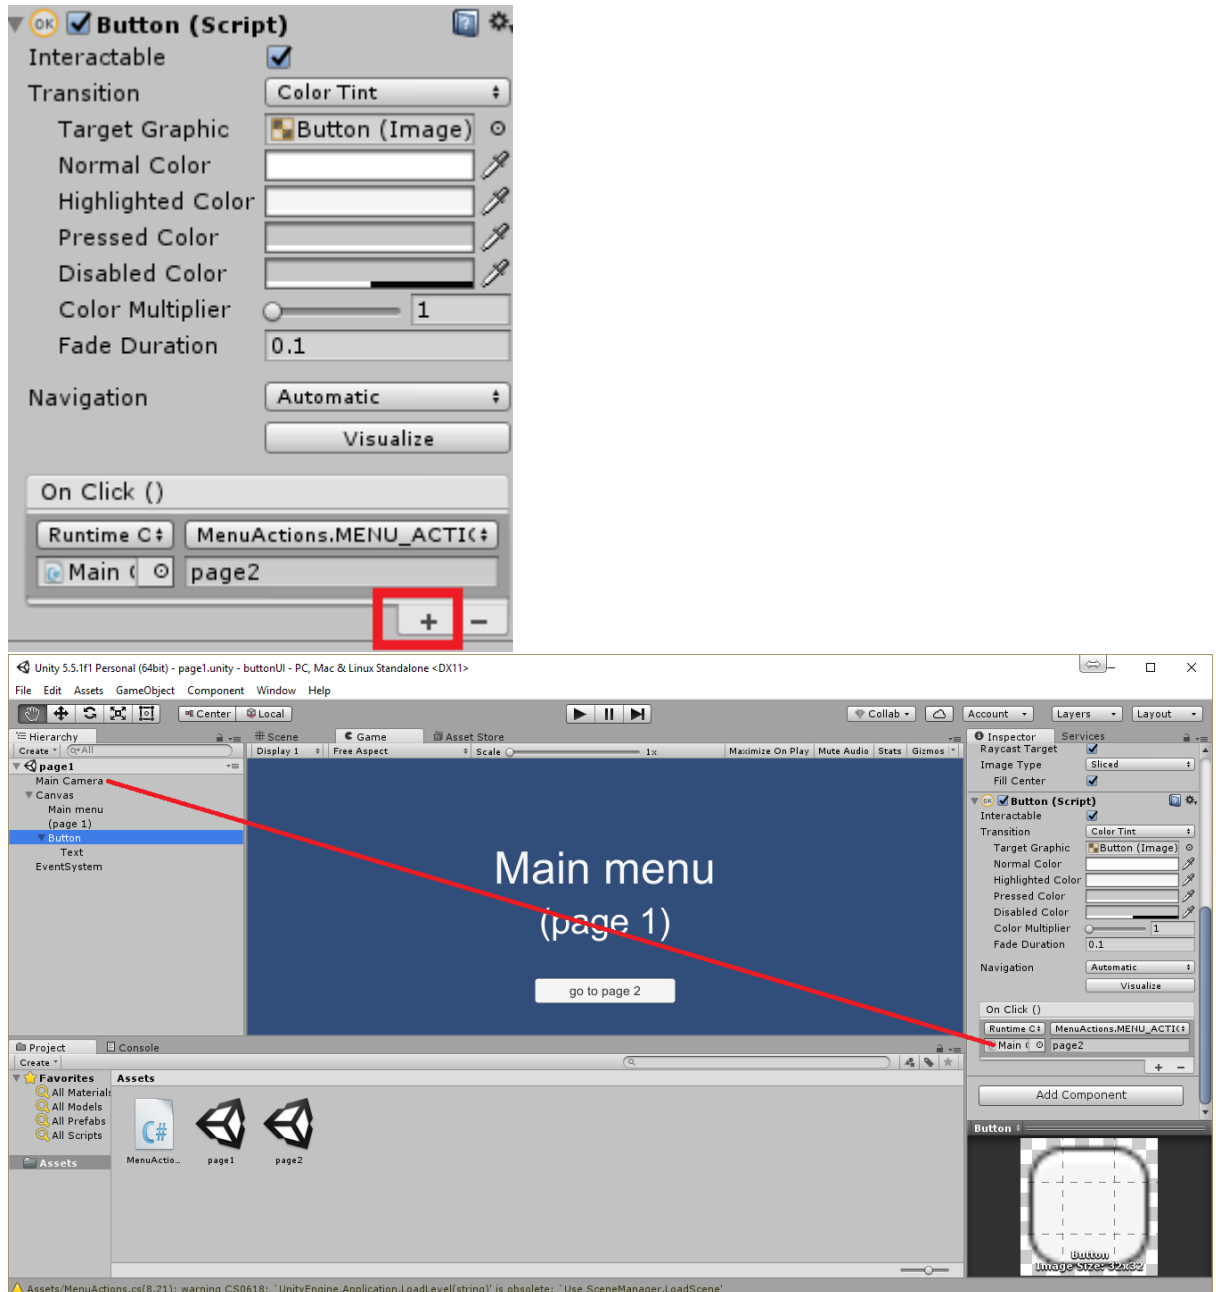 OK Button (Script)
Interactable
Transition Color Tint
Target Graphic Button (Image)
Normal Color
Highlighted Color
Pressed Color
Disabled Color
Color Multiplier 1
Fade Duration 0.1
Navigation Automatic
Visualize
On Click ()
Runtime C MenuActions.MENU_ACTI(
Main ( page2
+ −
Unity 5.5.1f1 Personal (64bit) - page1.unity - buttonUI - PC, Mac & Linux Standalone <DX11>
File Edit Assets GameObject Component Window Help
Center Local Collab Account Layers Layout
Hierarchy
Create All
page1
Main Camera
Canvas
Main menu
(page 1)
Button
Text
EventSystem
Scene Game Asset Store
Display 1 Free Aspect Scale 1x Maximize On Play Mute Audio Stats Gizmos
Main menu
(page 1)
go to page 2
Inspector Services
Raycast Target
Image Type Sliced
Fill Center
OK Button (Script)
Interactable
Transition Color Tint
Target Graphic Button (Image)
Normal Color
Highlighted Color
Pressed Color
Disabled Color
Color Multiplier 1
Fade Duration 0.1
Navigation Automatic
Visualize
On Click ()
Runtime C MenuActions.MENU_ACTI(
Main ( page2
+ −
Add Component
Button
Button
Image Size: 32x32
Project Console
Create
Favorites
All Materials
All Models
All Prefabs
All Scripts
Assets
Assets
C#
MenuActio... page1 page2
Assets/MenuActions.cs(8,21): warning CS0618: `UnityEngine.Application.LoadLevel(string)' is obsolete: `Use SceneManager.LoadScene'